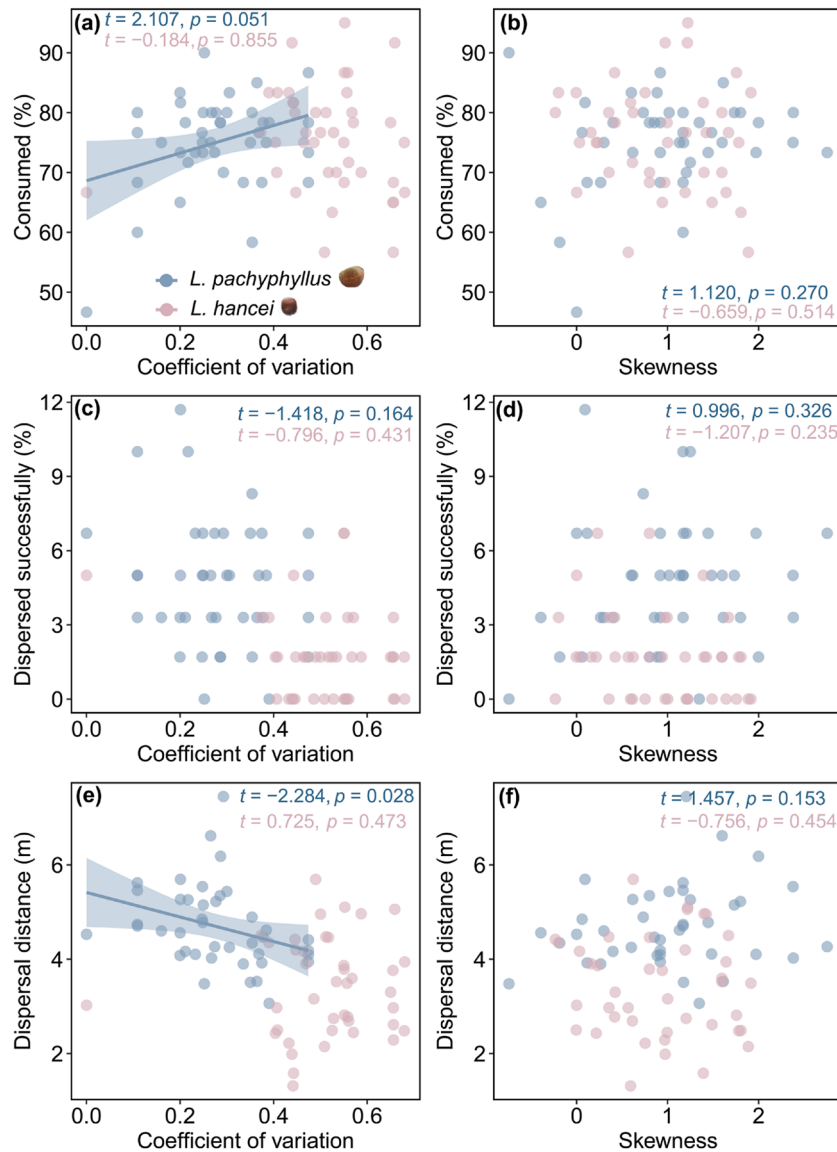 (a) t = 2.107, p = 0.051
t = −0.184, p = 0.855
90
80
70
60
50
Consumed (%)
L. pachyphyllus
L. hancei
0.0 0.2 0.4 0.6
Coefficient of variation
(b)
90
80
70
60
50
Consumed (%)
t = 1.120, p = 0.270
t = −0.659, p = 0.514
0 1 2
Skewness
(c) t = −1.418, p = 0.164
t = −0.796, p = 0.431
12
9
6
3
0
Dispersed successfully (%)
0.0 0.2 0.4 0.6
Coefficient of variation
(d) t = 0.996, p = 0.326
t = −1.207, p = 0.235
12
9
6
3
0
Dispersed successfully (%)
0 1 2
Skewness
(e) t = −2.284, p = 0.028
t = 0.725, p = 0.473
6
4
2
Dispersal distance (m)
0.0 0.2 0.4 0.6
Coefficient of variation
(f) t = 1.457, p = 0.153
t = −0.756, p = 0.454
6
4
2
Dispersal distance (m)
0 1 2
Skewness